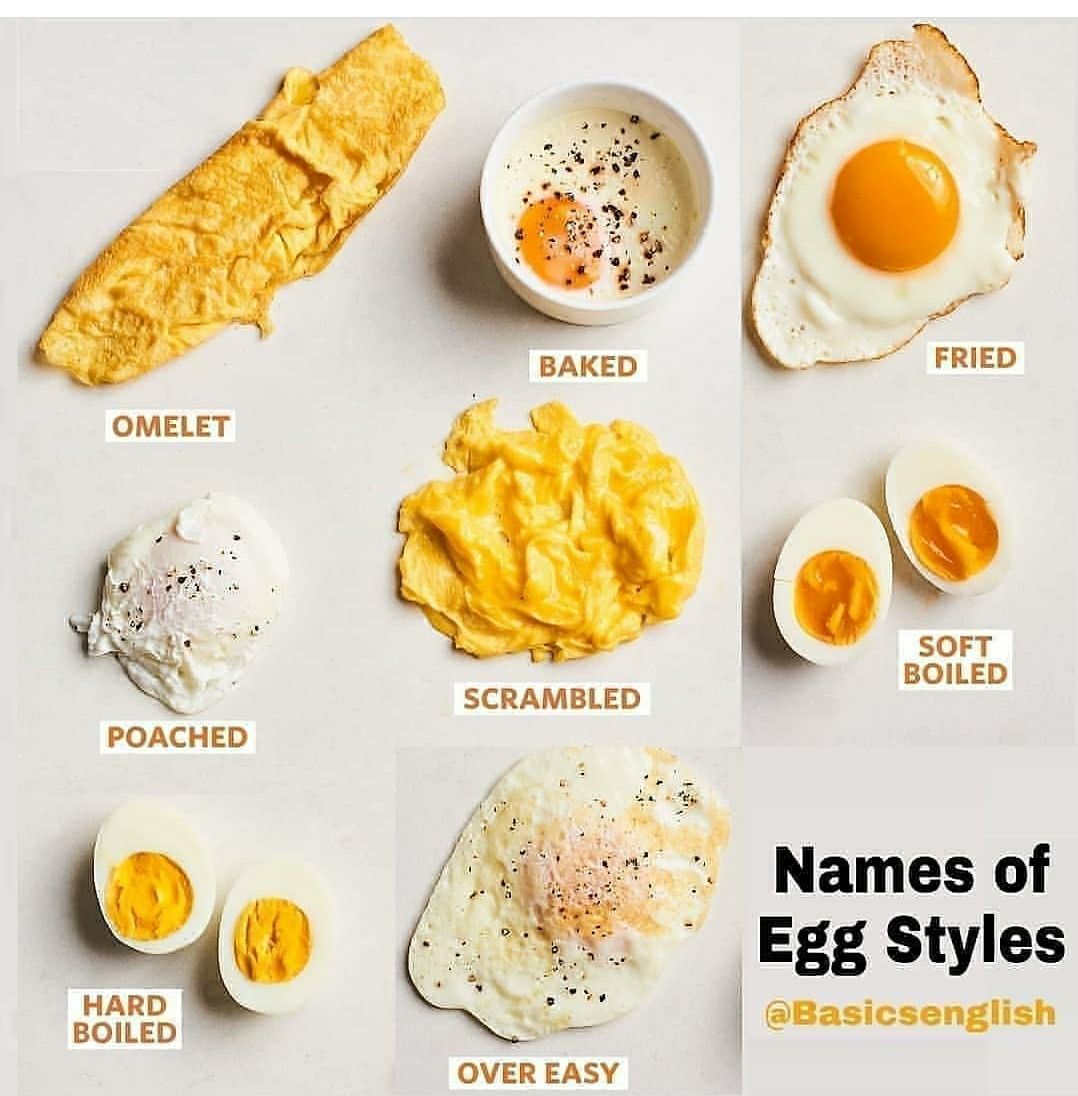 BAKED
FRIED
OMELET
SOFT
BOILED
SCRAMBLED
POACHED
Names of
Egg Styles
@Basicsenglish
HARD
BOILED
OVER EASY